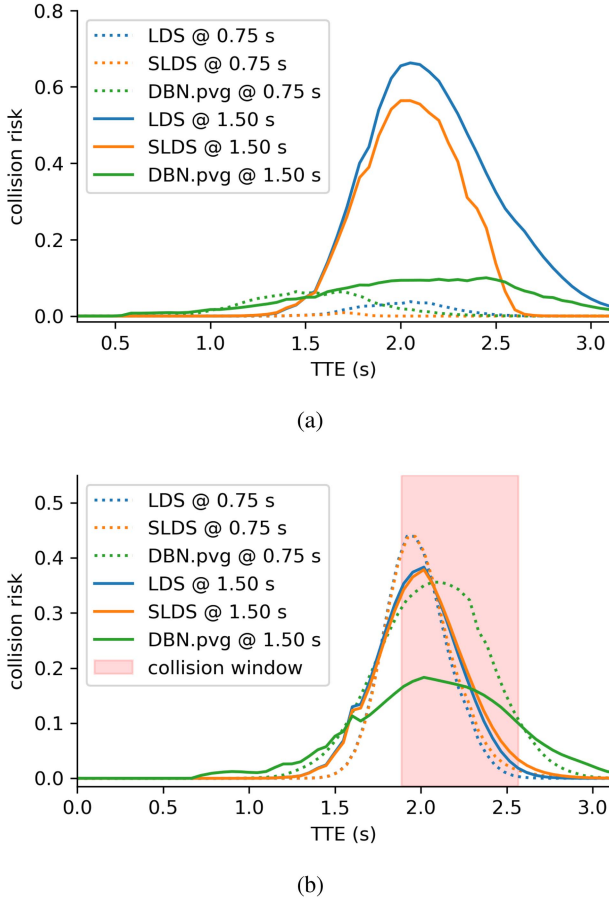 0.8
0.6
0.4
0.2
0.0
collision risk
LDS @ 0.75 s
SLDS @ 0.75 s
DBN.pvg @ 0.75 s
LDS @ 1.50 s
SLDS @ 1.50 s
DBN.pvg @ 1.50 s
0.5 1.0 1.5 2.0 2.5 3.0
TTE (s)
(a)
0.5
0.4
0.3
0.2
0.1
0.0
collision risk
LDS @ 0.75 s
SLDS @ 0.75 s
DBN.pvg @ 0.75 s
LDS @ 1.50 s
SLDS @ 1.50 s
DBN.pvg @ 1.50 s
collision window
0.0 0.5 1.0 1.5 2.0 2.5 3.0
TTE (s)
(b)